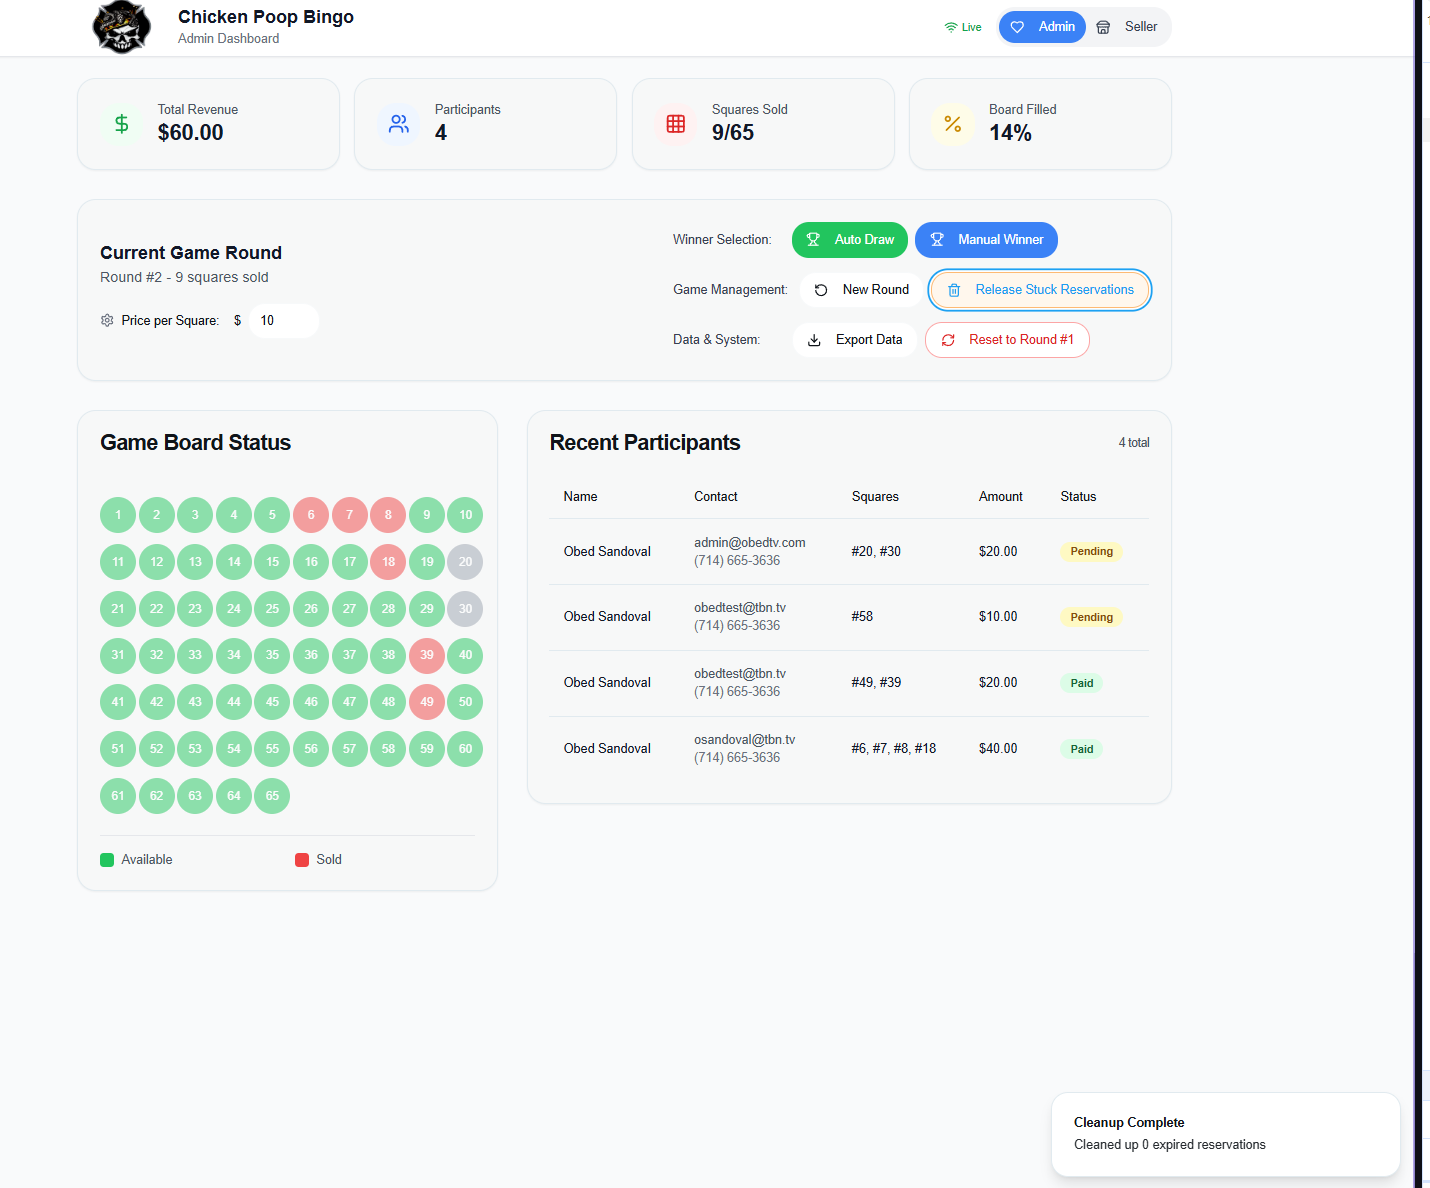 Chicken Poop Bingo
Admin Dashboard
Live
Admin
Seller
Total Revenue
$60.00
Participants
4
Squares Sold
9/65
Board Filled
14%
Current Game Round
Round #2 - 9 squares sold
Price per Square: $ 10
Winner Selection: Auto Draw Manual Winner
Game Management: New Round Release Stuck Reservations
Data & System: Export Data Reset to Round #1
Game Board Status
1 2 3 4 5 6 7 8 9 10
11 12 13 14 15 16 17 18 19 20
21 22 23 24 25 26 27 28 29 30
31 32 33 34 35 36 37 38 39 40
41 42 43 44 45 46 47 48 49 50
51 52 53 54 55 56 57 58 59 60
61 62 63 64 65
Available Sold
Recent Participants 4 total
Name Contact Squares Amount Status
Obed Sandoval admin@obedtv.com #20, #30 $20.00 Pending
(714) 665-3636
Obed Sandoval obedtest@tbn.tv #58 $10.00 Pending
(714) 665-3636
Obed Sandoval obedtest@tbn.tv #49, #39 $20.00 Paid
(714) 665-3636
Obed Sandoval osandoval@tbn.tv #6, #7, #8, #18 $40.00 Paid
(714) 665-3636
Cleanup Complete
Cleaned up 0 expired reservations